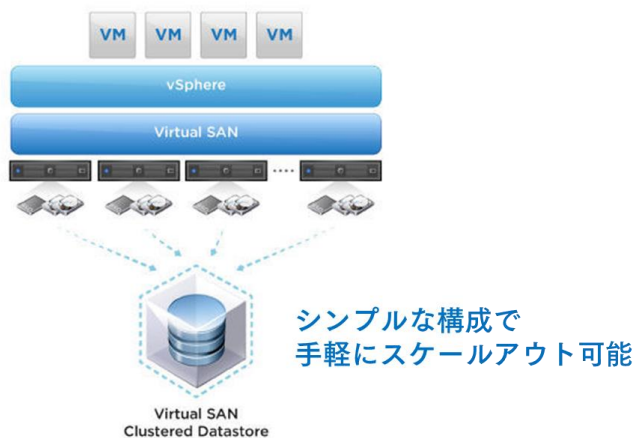 VM VM VM VM
vSphere
Virtual SAN
シンプルな構成で
手軽にスケールアウト可能
Virtual SAN
Clustered Datastore